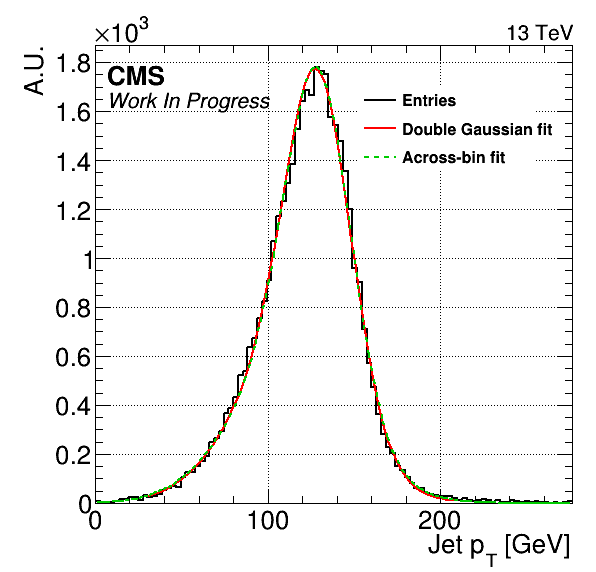 ×10³
13 TeV
A.U.
CMS
Work In Progress
Entries
Double Gaussian fit
Across-bin fit
1.8
1.6
1.4
1.2
1
0.8
0.6
0.4
0.2
0
0 100 200
Jet p_T [GeV]